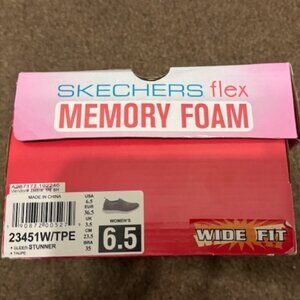 SKECHERS flex
MEMORY FOAM
MADE IN CHINA
23451W/TPE
STUNNER
TAUPE
USA
6.5
EUR
36.5
UK
3.5
CM
23.5
BRA
35
WOMEN'S
6.5
WIDE FIT